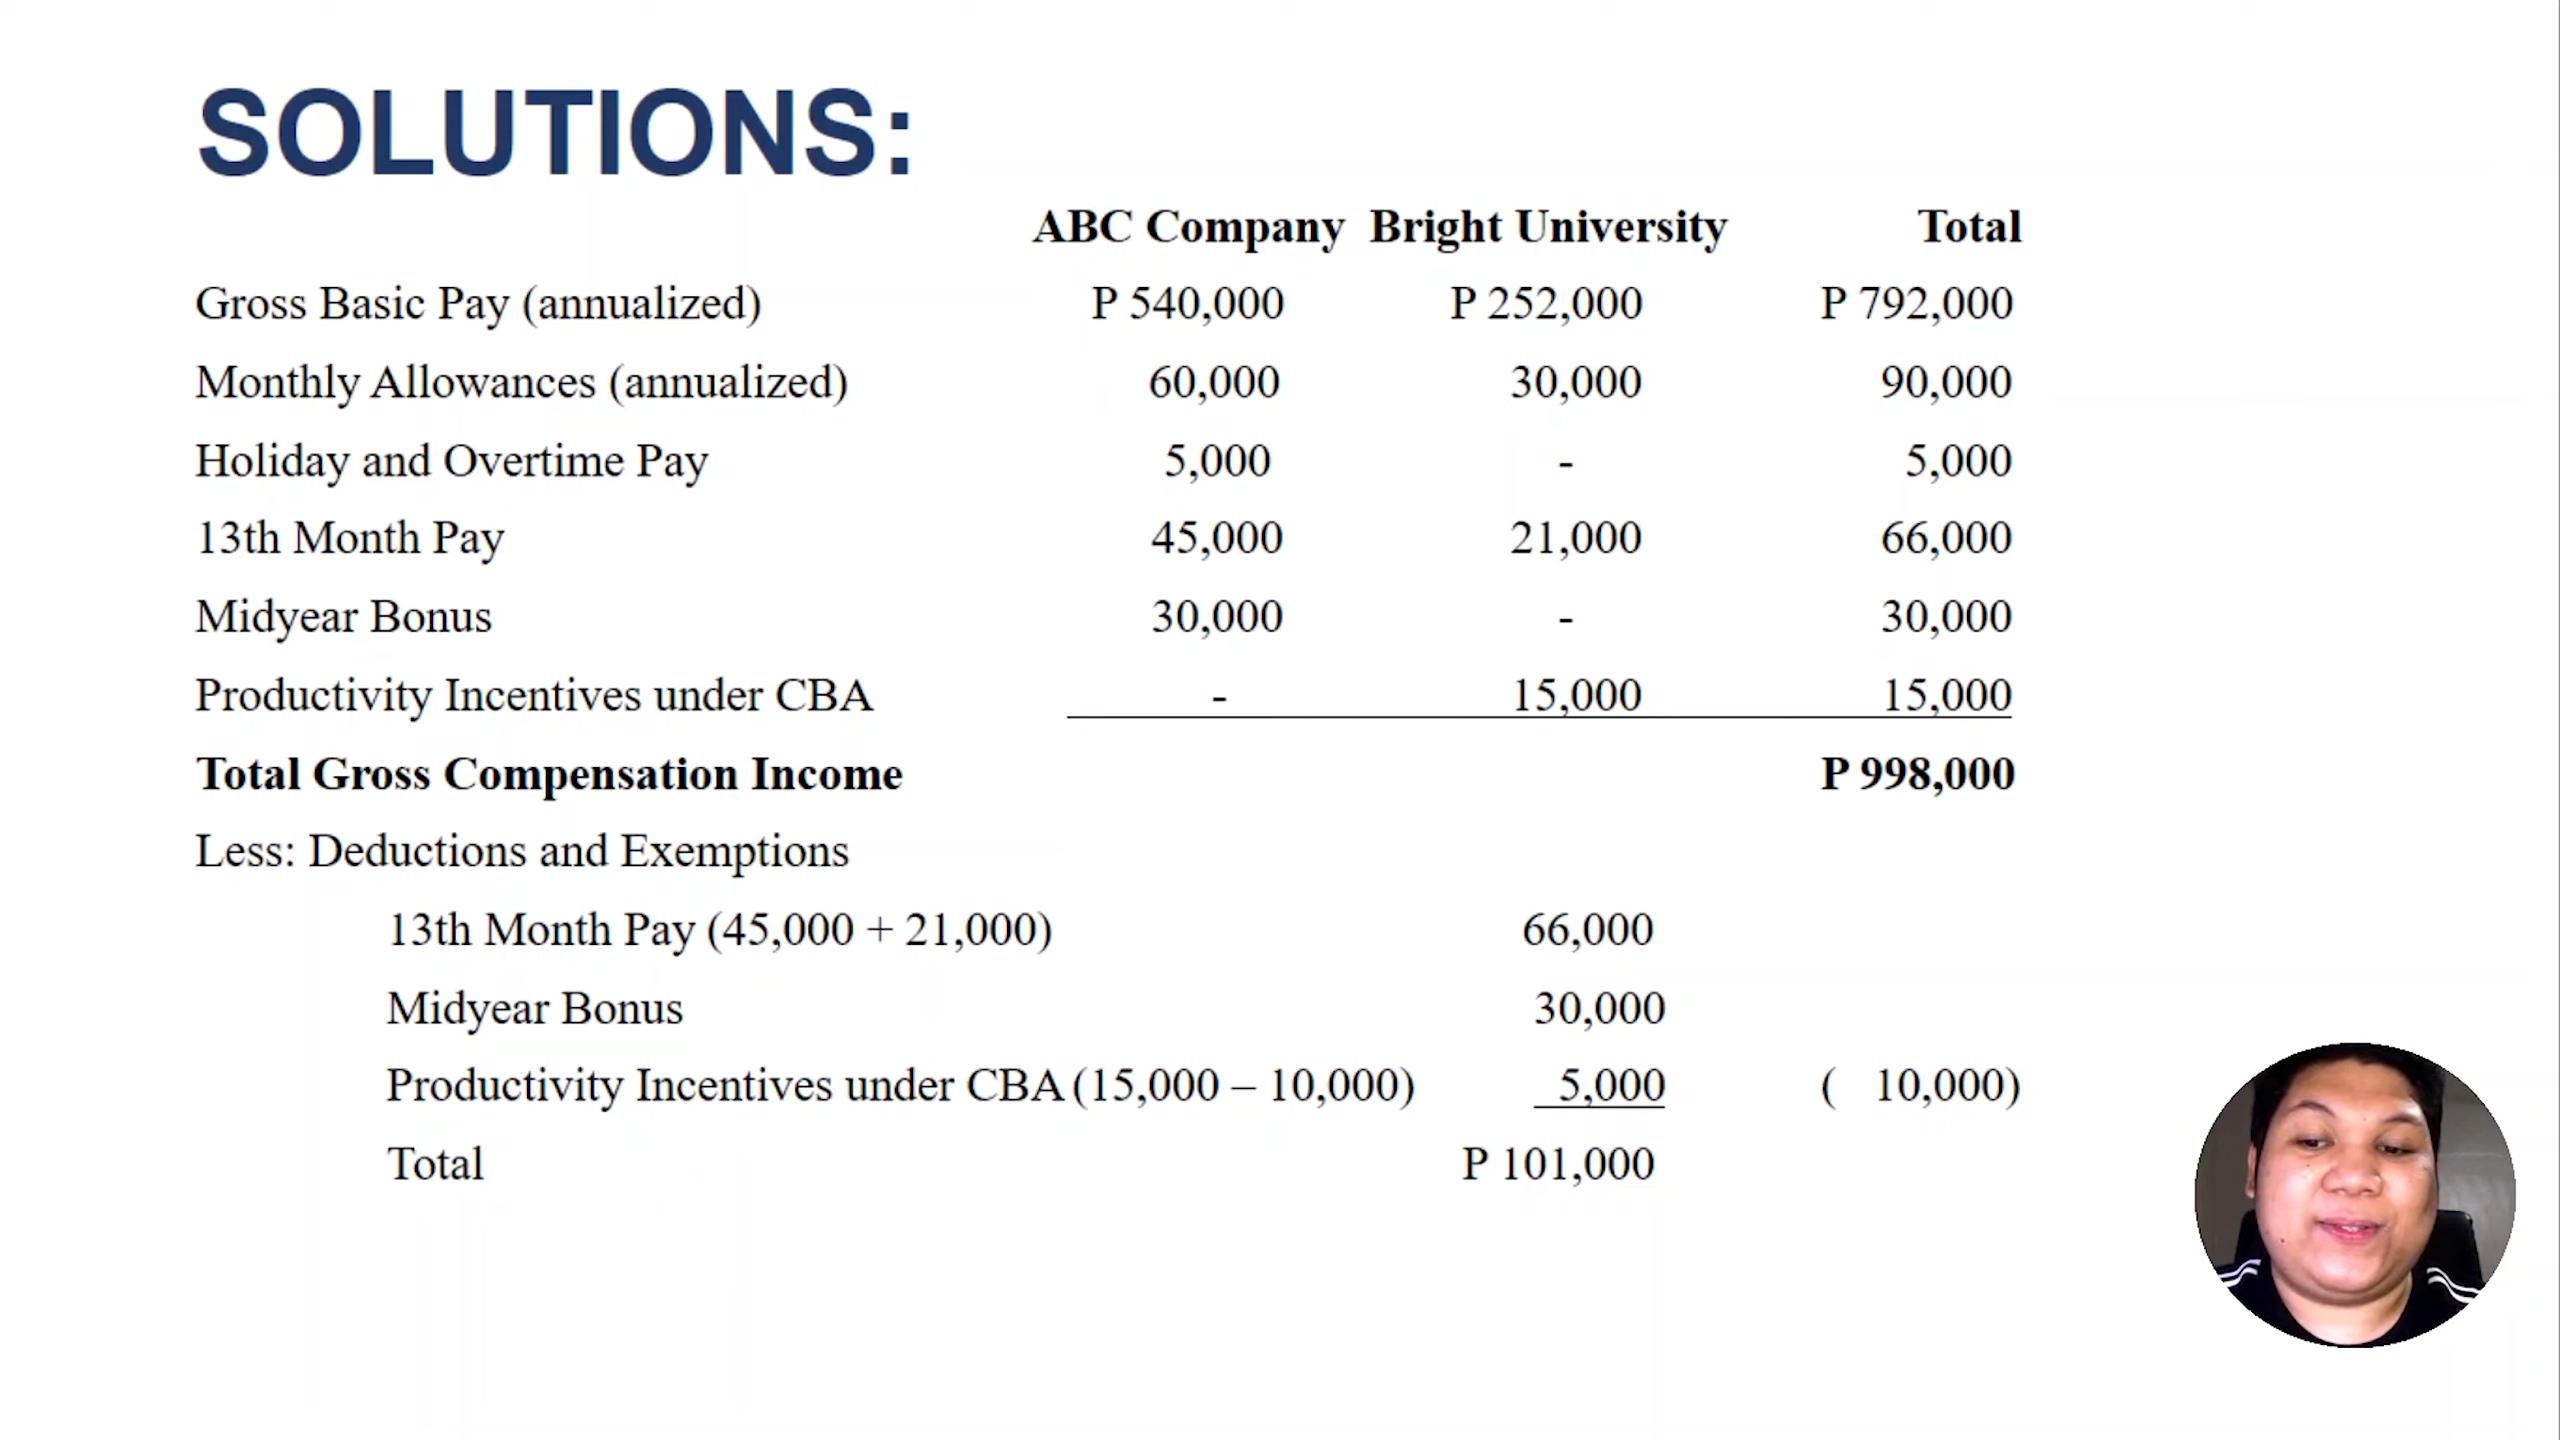 SOLUTIONS:
ABC Company Bright University Total
Gross Basic Pay (annualized) P 540,000 P 252,000 P 792,000
Monthly Allowances (annualized) 60,000 30,000 90,000
Holiday and Overtime Pay 5,000 - 5,000
13th Month Pay 45,000 21,000 66,000
Midyear Bonus 30,000 - 30,000
Productivity Incentives under CBA - 15,000 15,000
Total Gross Compensation Income P 998,000
Less: Deductions and Exemptions
13th Month Pay (45,000 + 21,000) 66,000
Midyear Bonus 30,000
Productivity Incentives under CBA (15,000 – 10,000) 5,000 ( 10,000)
Total P 101,000